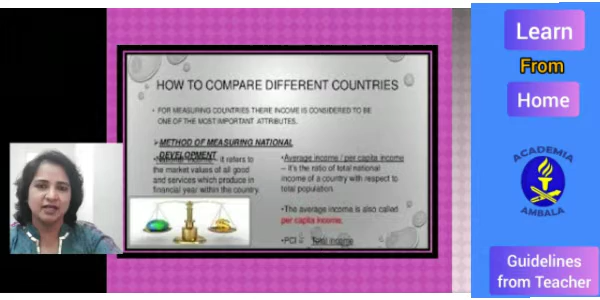 HOW TO COMPARE DIFFERENT COUNTRIES
• FOR MEASURING COUNTRIES THERE INCOME IS CONSIDERED TO BE
ONE OF THE MOST IMPORTANT ATTRIBUTES.
➢METHOD OF MEASURING NATIONAL
DEVELOPMENT
•National income – it refers to
the market values of all good
and services which produce in
financial year within the country
•Average income / per capita income
– it's the ratio of total national
income of a country with respect to
total population.
•The average income is also called
per capita income.
•PCI = Total income
Learn
From
Home
ACADEMIA
AMBALA
Guidelines
from Teacher